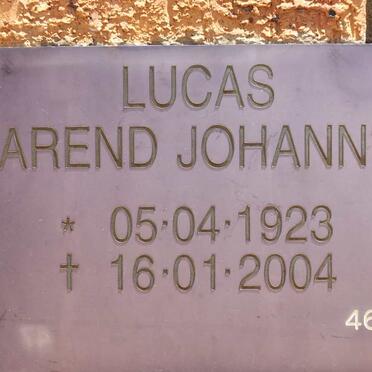 LUCAS
AREND JOHANN
* 05·04·1923
† 16·01·2004
46